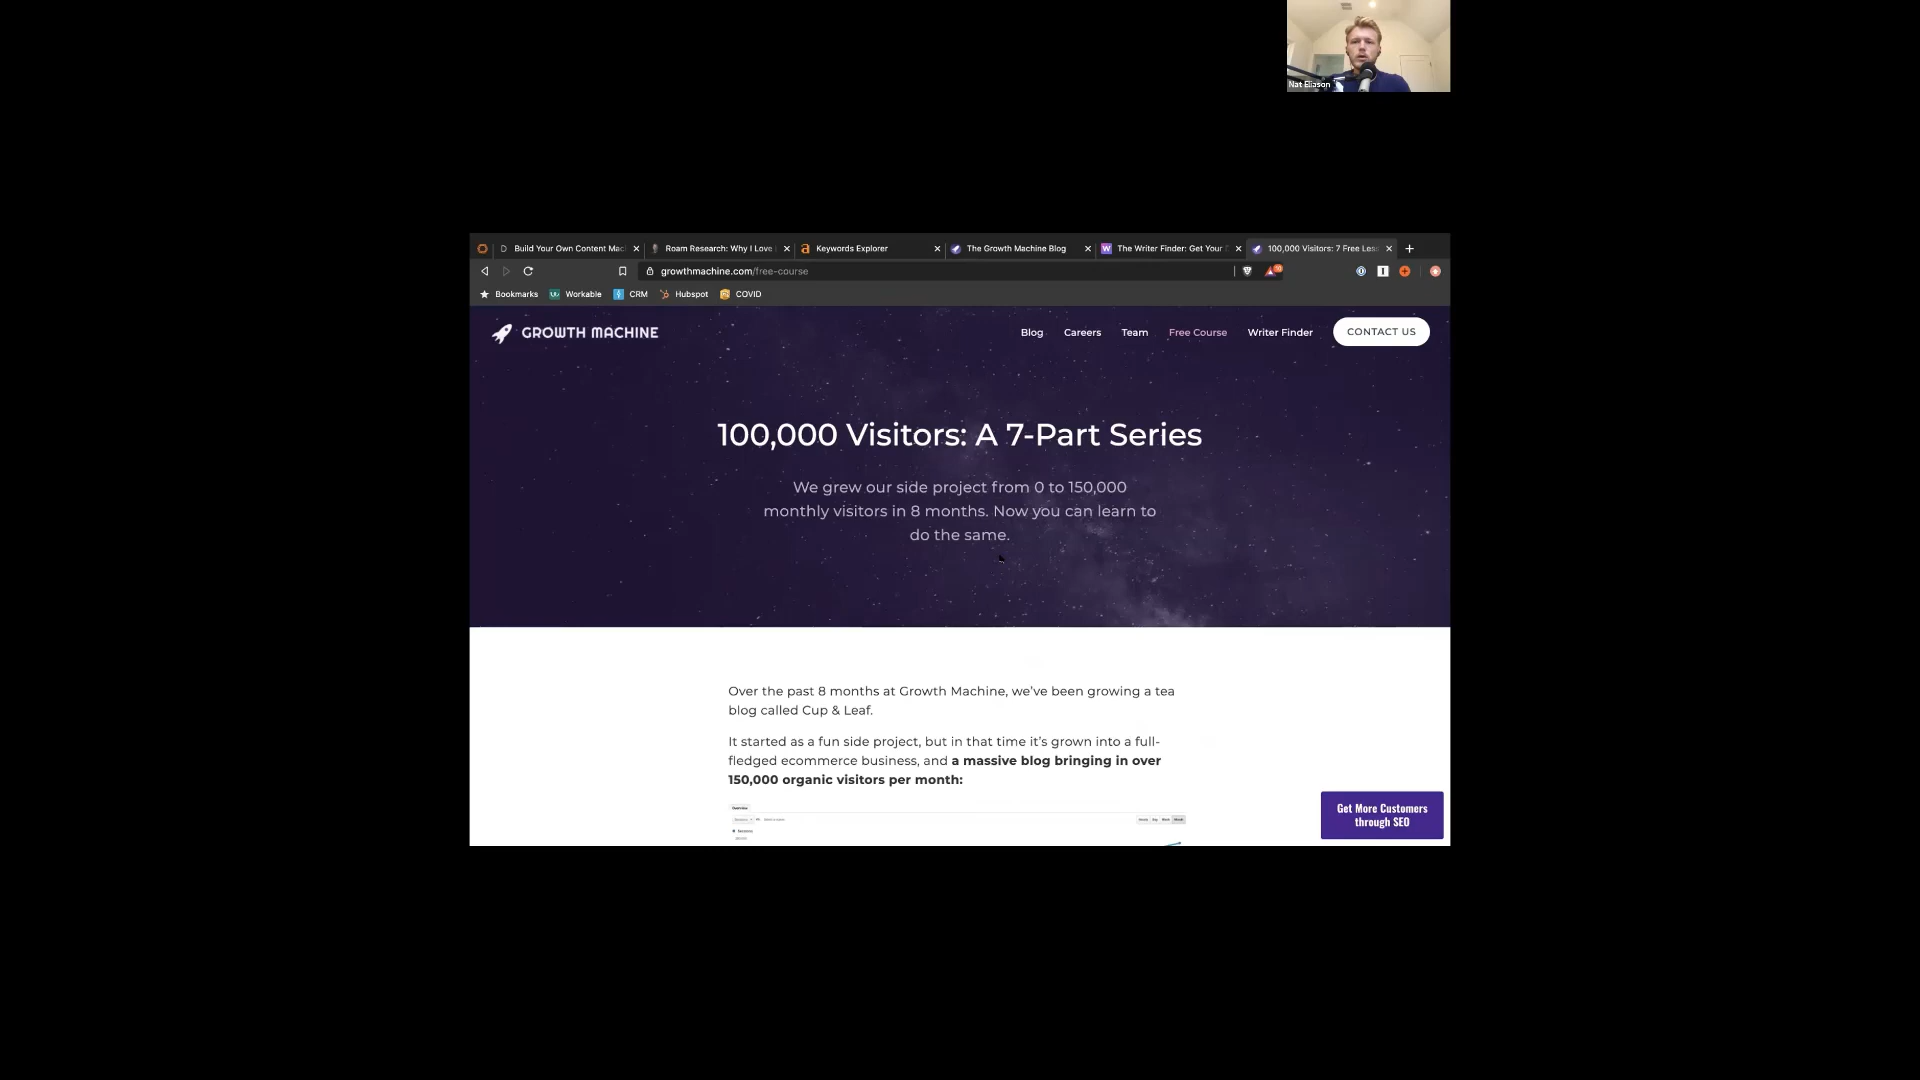 Nat Eliason
Build Your Own Content Mac
Roam Research: Why I Love
Keywords Explorer
The Growth Machine Blog
The Writer Finder: Get Your
100,000 Visitors: 7 Free Les
growthmachine.com/free-course
Bookmarks
Workable
CRM
Hubspot
COVID
GROWTH MACHINE
Blog
Careers
Team
Free Course
Writer Finder
CONTACT US
100,000 Visitors: A 7-Part Series
We grew our side project from 0 to 150,000
monthly visitors in 8 months. Now you can learn to
do the same.
Over the past 8 months at Growth Machine, we've been growing a tea
blog called Cup & Leaf.
It started as a fun side project, but in that time it's grown into a full-
fledged ecommerce business, and a massive blog bringing in over
150,000 organic visitors per month:
Overview
Get More Customers
through SEO